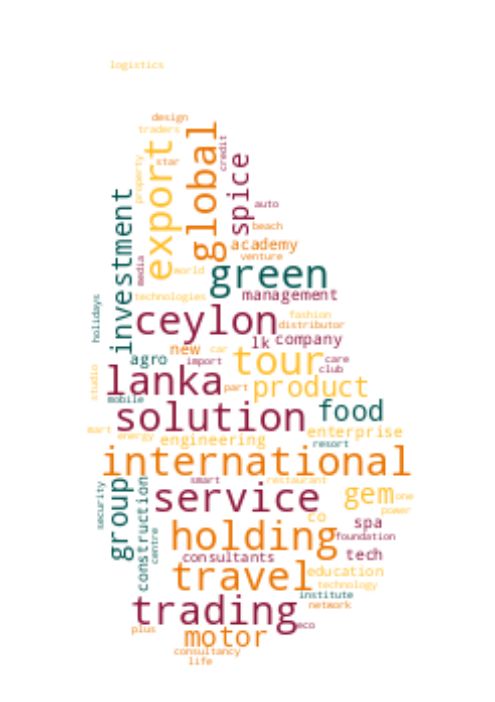 logistics
design
traders
star
export
global
credit
property
spice
auto
beach
academy
venture
investment
media
world
green
technologies
management
holidays
ceylon
fashion
distributor
lk company
new car
agro
import
tour
care
club
studio
lanka
part
product
mobile
solution
food
mart
energy
engineering
enterprise
resort
international
smart
restaurant
security
group
construction
service
gem
one
power
co
spa
holding
foundation
centre
consultants
tech
travel
education
technology
institute
trading
network
eco
plus
motor
consultancy
life